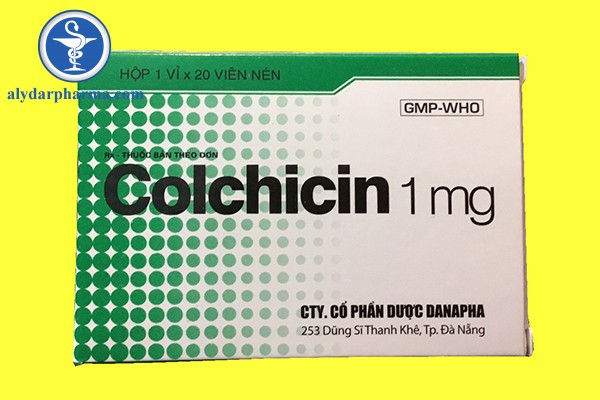 alydarpharma.com
HỘP 1 VỈ x 20 VIÊN NÉN
GMP-WHO
Rx - THUỐC BÁN THEO ĐƠN
Colchicin 1 mg
CTY. CỔ PHẦN DƯỢC DANAPHA
253 Dũng Sĩ Thanh Khê, Tp. Đà Nẵng